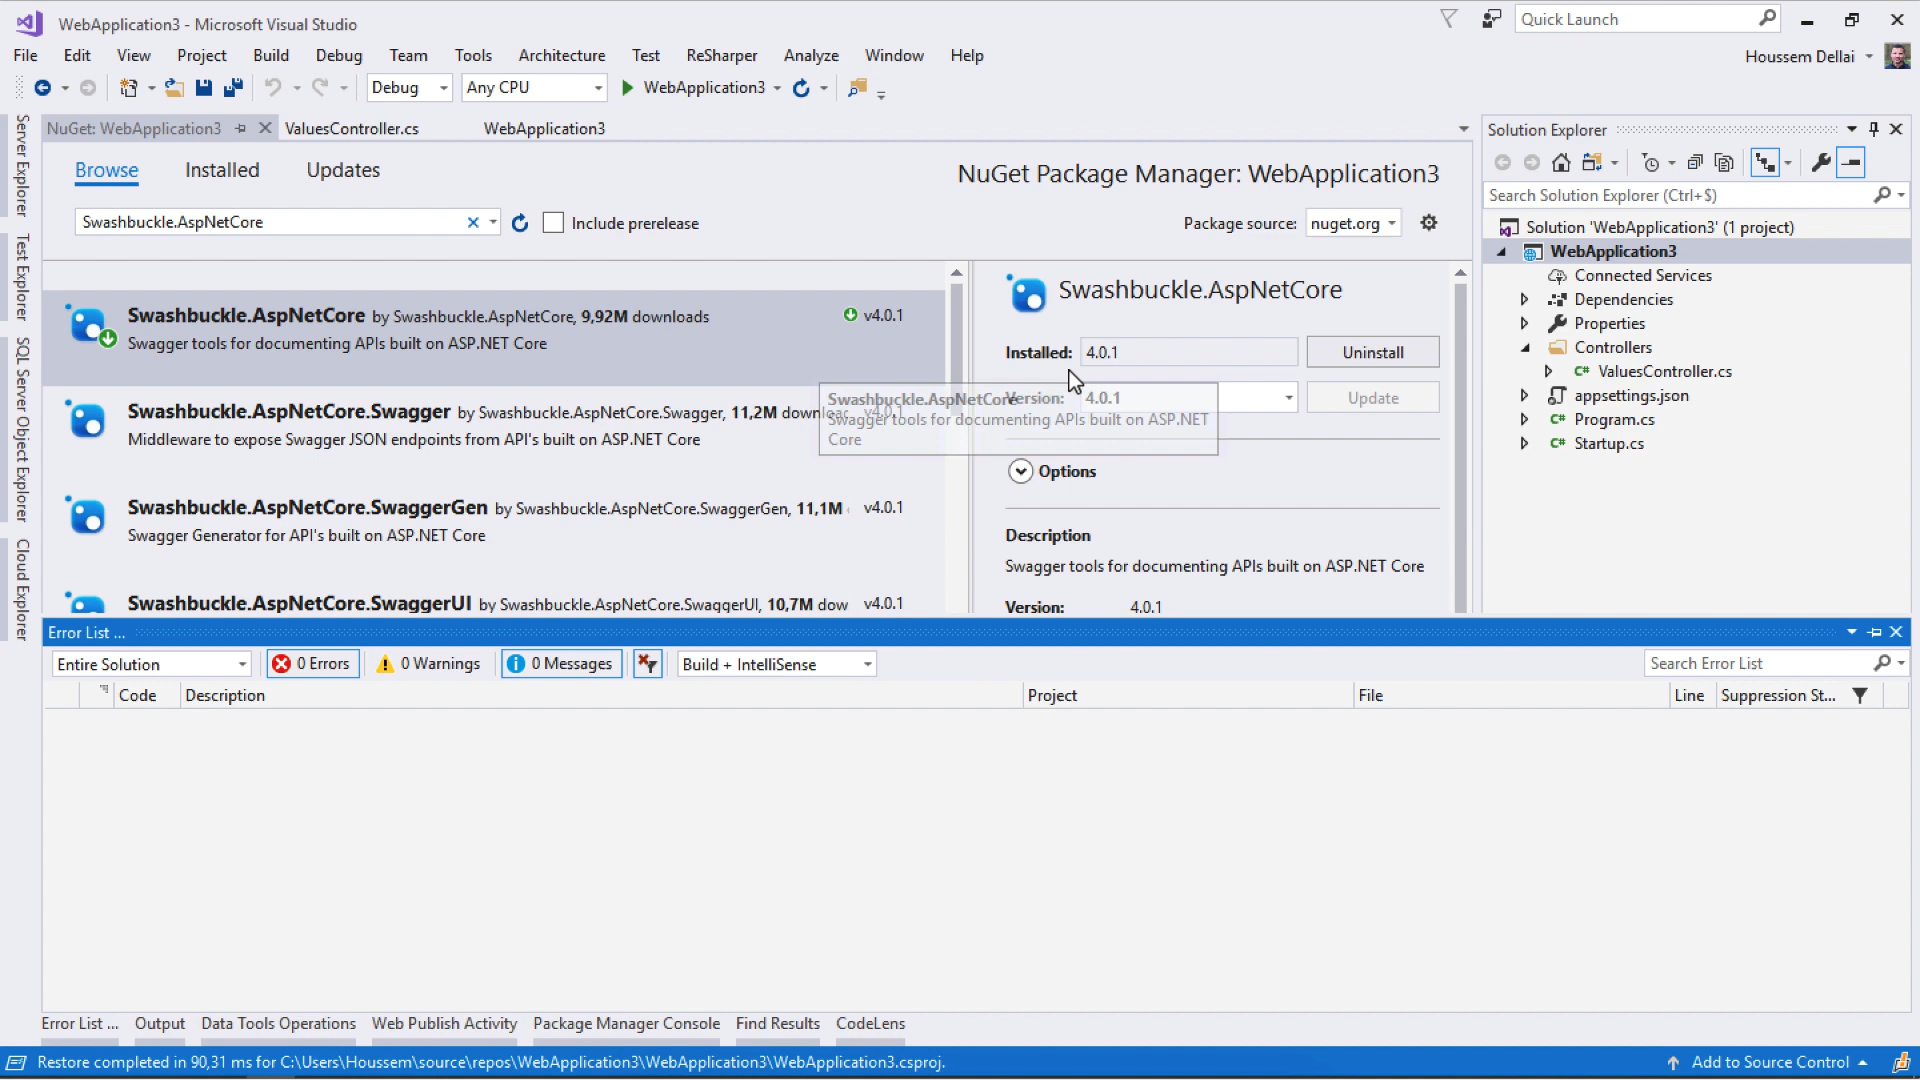 WebApplication3 - Microsoft Visual Studio
Quick Launch
File Edit View Project Build Debug Team Tools Architecture Test ReSharper Analyze Window Help
Houssem Dellai
Debug Any CPU WebApplication3
Server Explorer
Test Explorer
SQL Server Object Explorer
Cloud Explorer
NuGet: WebApplication3 ValuesController.cs WebApplication3
Browse Installed Updates
NuGet Package Manager: WebApplication3
Swashbuckle.AspNetCore
Include prerelease
Package source: nuget.org
Swashbuckle.AspNetCore by Swashbuckle.AspNetCore, 9,92M downloads v4.0.1
Swagger tools for documenting APIs built on ASP.NET Core
Swashbuckle.AspNetCore.Swagger by Swashbuckle.AspNetCore.Swagger, 11,2M downloac v4.0.1
Middleware to expose Swagger JSON endpoints from API's built on ASP.NET Core
Swashbuckle.AspNetCore.SwaggerGen by Swashbuckle.AspNetCore.SwaggerGen, 11,1M v4.0.1
Swagger Generator for API's built on ASP.NET Core
Swashbuckle.AspNetCore.SwaggerUI by Swashbuckle.AspNetCore.SwaggerUI, 10,7M dow v4.0.1
Swashbuckle.AspNetCore
Installed: 4.0.1 Uninstall
Version: 4.0.1 Update
Swashbuckle.AspNetCore
Swagger tools for documenting APIs built on ASP.NET
Core
Options
Description
Swagger tools for documenting APIs built on ASP.NET Core
Version: 4.0.1
Solution Explorer
Search Solution Explorer (Ctrl+$)
Solution 'WebApplication3' (1 project)
WebApplication3
Connected Services
Dependencies
Properties
Controllers
C# ValuesController.cs
appsettings.json
C# Program.cs
C# Startup.cs
Error List ...
Entire Solution 0 Errors 0 Warnings 0 Messages Build + IntelliSense
Search Error List
Code Description Project File Line Suppression St...
Error List ... Output Data Tools Operations Web Publish Activity Package Manager Console Find Results CodeLens
Restore completed in 90,31 ms for C:\Users\Houssem\source\repos\WebApplication3\WebApplication3\WebApplication3.csproj.
Add to Source Control